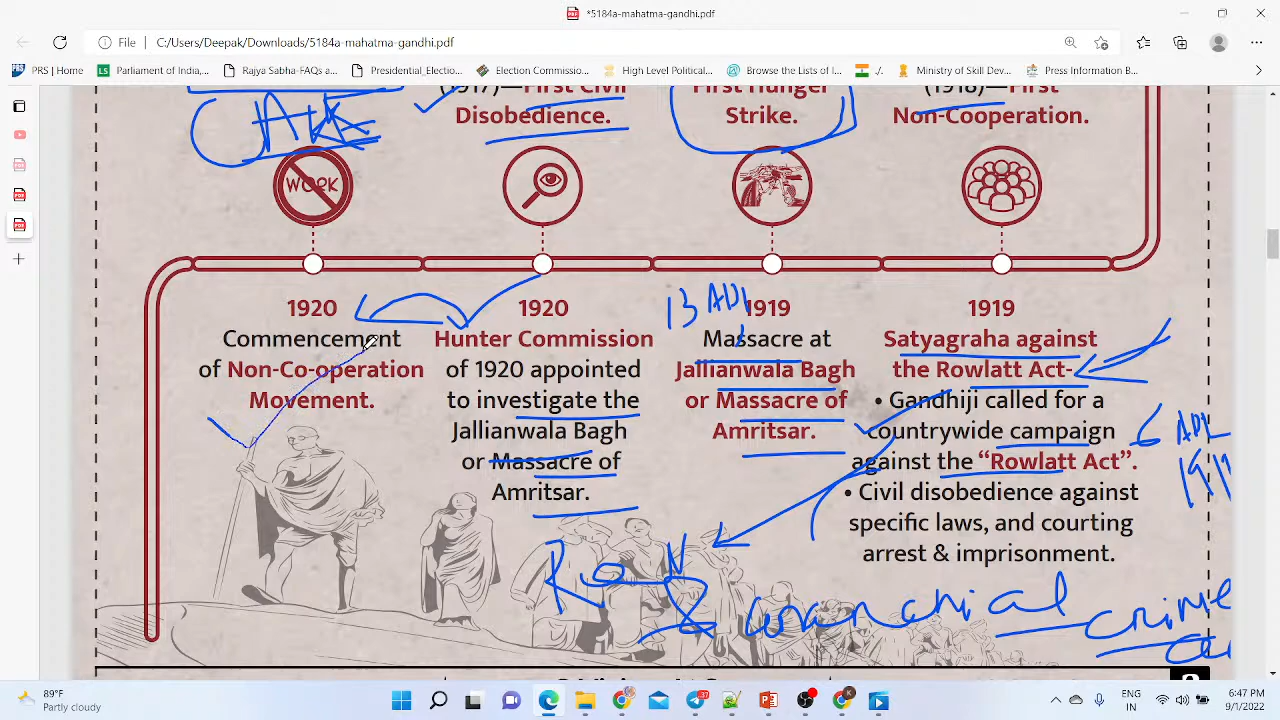 *5184a-mahatma-gandhi.pdf
File | C:/Users/Deepak/Downloads/5184a-mahatma-gandhi.pdf
PRS | Home
Parliament of India,...
Rajya Sabha-FAQs a...
Presidential_Electio...
Election Commissio...
High Level Political...
Browse the Lists of I...
./.
Ministry of Skill Dev...
Press Information B...
(1917)—First Civil
Disobedience.
First Hunger
Strike.
(1918)—First
Non-Cooperation.
WORK
1920
Commencement
of Non-Co-operation
Movement.
1920
Hunter Commission
of 1920 appointed
to investigate the
Jallianwala Bagh
or Massacre of
Amritsar.
13
1919
Massacre at
Jallianwala Bagh
or Massacre of
Amritsar.
1919
Satyagraha against
the Rowlatt Act-
• Gandhiji called for a
countrywide campaign
against the “Rowlatt Act”.
• Civil disobedience against
specific laws, and courting
arrest & imprisonment.
6
crime
89°F
Partly cloudy
37
K
ENG
IN
6:47 PM
9/1/2022